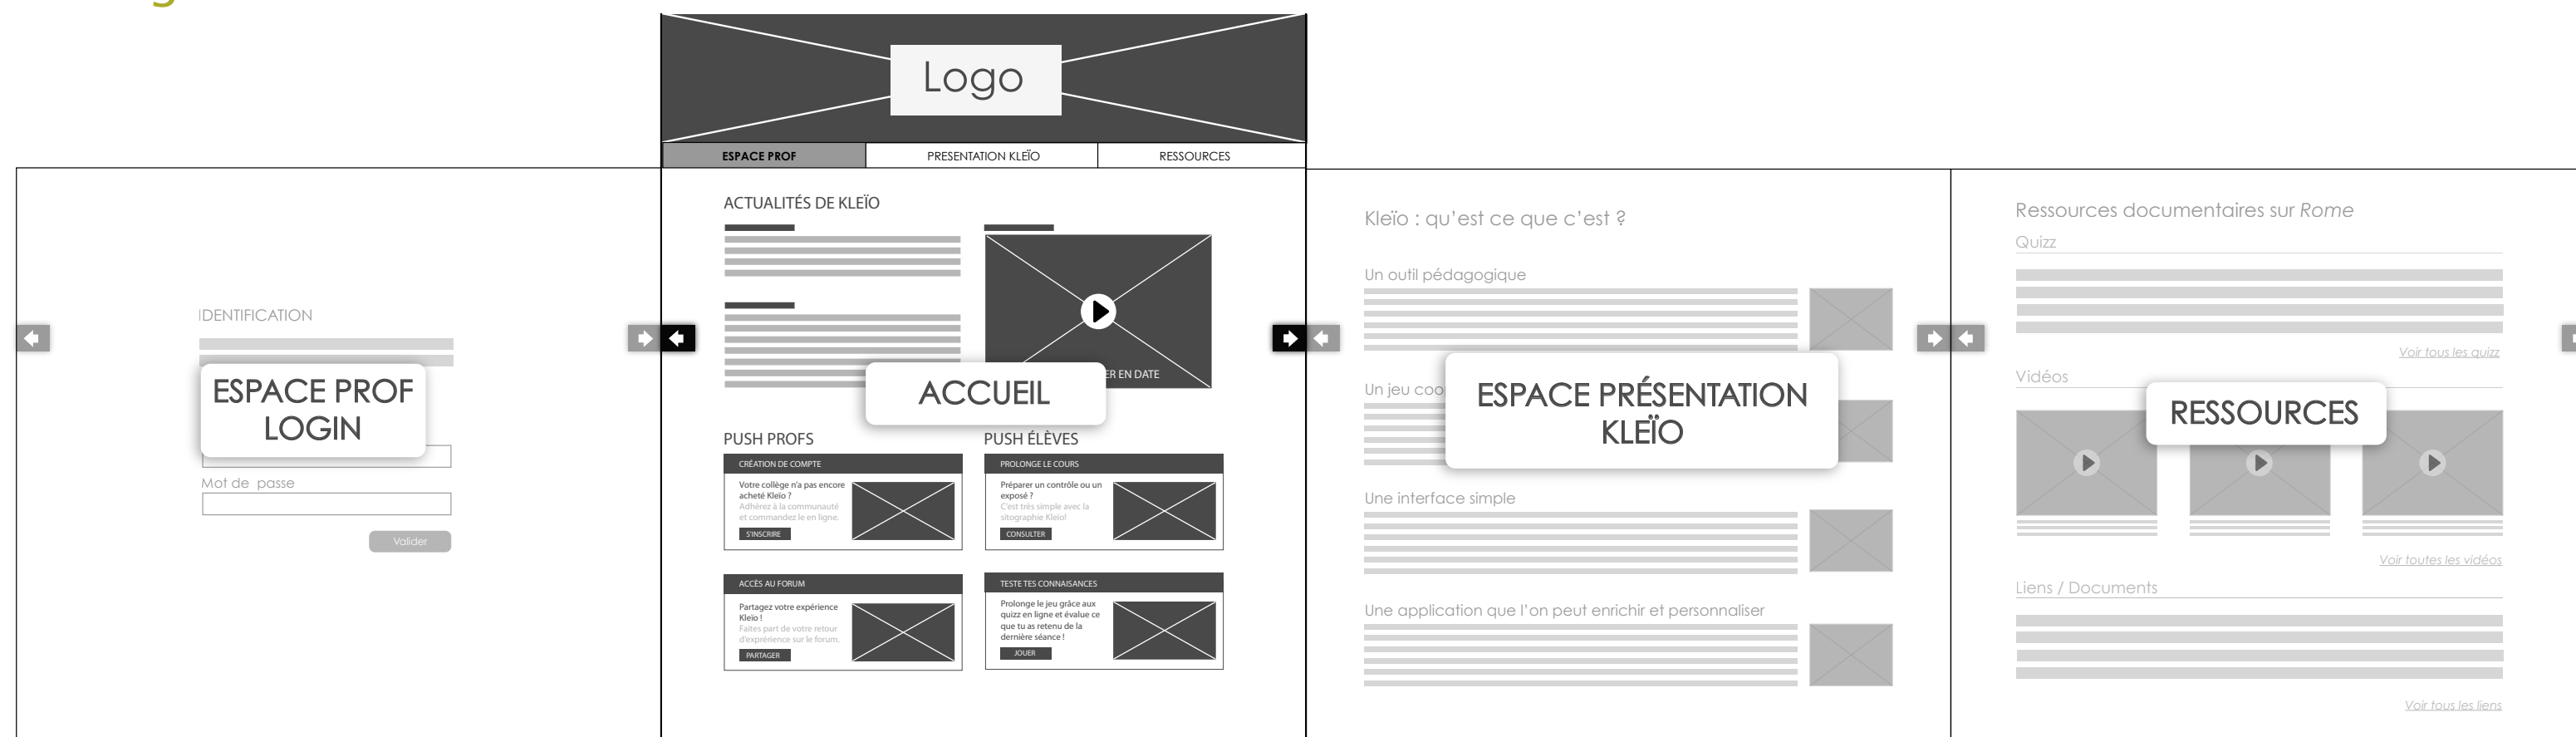 Logo
ESPACE PROF
PRESENTATION KLEÏO
RESSOURCES
IDENTIFICATION
ESPACE PROF
LOGIN
Mot de passe
Valider
ACTUALITÉS DE KLEÏO
ER EN DATE
ACCUEIL
PUSH PROFS
CRÉATION DE COMPTE
Votre collège n'a pas encore
acheté Kleïo ?
Adhèrez à la communauté
et commandez le en ligne.
S'INSCRIRE
ACCÈS AU FORUM
Partagez votre expérience
Kleïo !
Faites part de votre retour
d'exprérience sur le forum.
PARTAGER
PUSH ÉLÈVES
PROLONGE LE COURS
Préparer un contrôle ou un
exposé ?
C'est très simple avec la
sitographie Kleïo!
CONSULTER
TESTE TES CONNAISANCES
Prolonge le jeu grâce aux
quizz en ligne et évalue ce
que tu as retenu de la
dernière séance !
JOUER
Kleïo : qu'est ce que c'est ?
Un outil pédagogique
Un jeu coo
ESPACE PRÉSENTATION
KLEÏO
Une interface simple
Une application que l'on peut enrichir et personnaliser
Ressources documentaires sur Rome
Quizz
Voir tous les quizz
Vidéos
RESSOURCES
Voir toutes les vidéos
Liens / Documents
Voir tous les liens